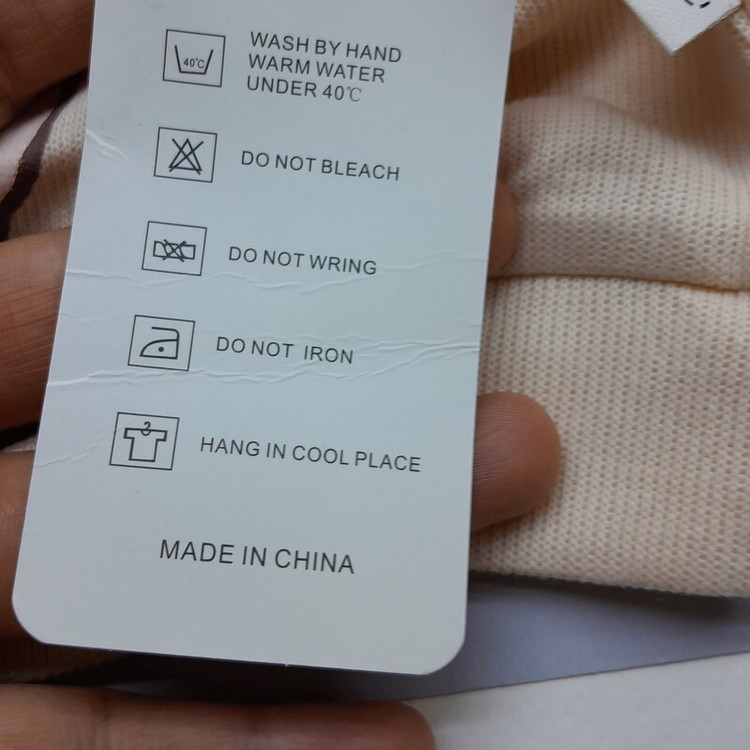 40℃
WASH BY HAND
WARM WATER
UNDER 40℃
DO NOT BLEACH
DO NOT WRING
DO NOT IRON
HANG IN COOL PLACE
MADE IN CHINA